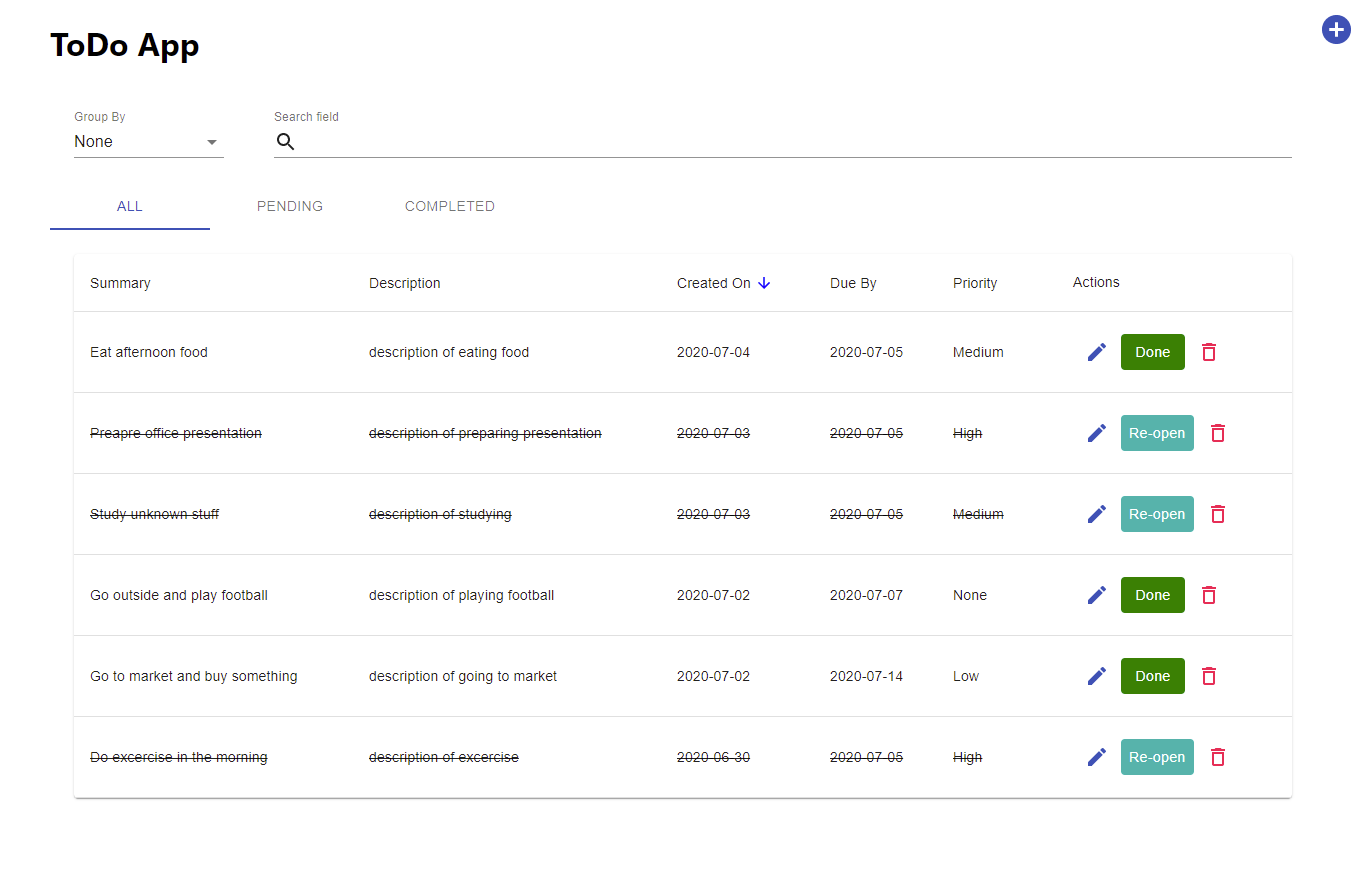 ToDo App
Group By
Search field
None
ALL PENDING COMPLETED
Summary Description Created On Due By Priority Actions
Eat afternoon food description of eating food 2020-07-04 2020-07-05 Medium Done
Preapre office presentation description of preparing presentation 2020-07-03 2020-07-05 High Re-open
Study unknown stuff description of studying 2020-07-03 2020-07-05 Medium Re-open
Go outside and play football description of playing football 2020-07-02 2020-07-07 None Done
Go to market and buy something description of going to market 2020-07-02 2020-07-14 Low Done
Do excercise in the morning description of excercise 2020-06-30 2020-07-05 High Re-open